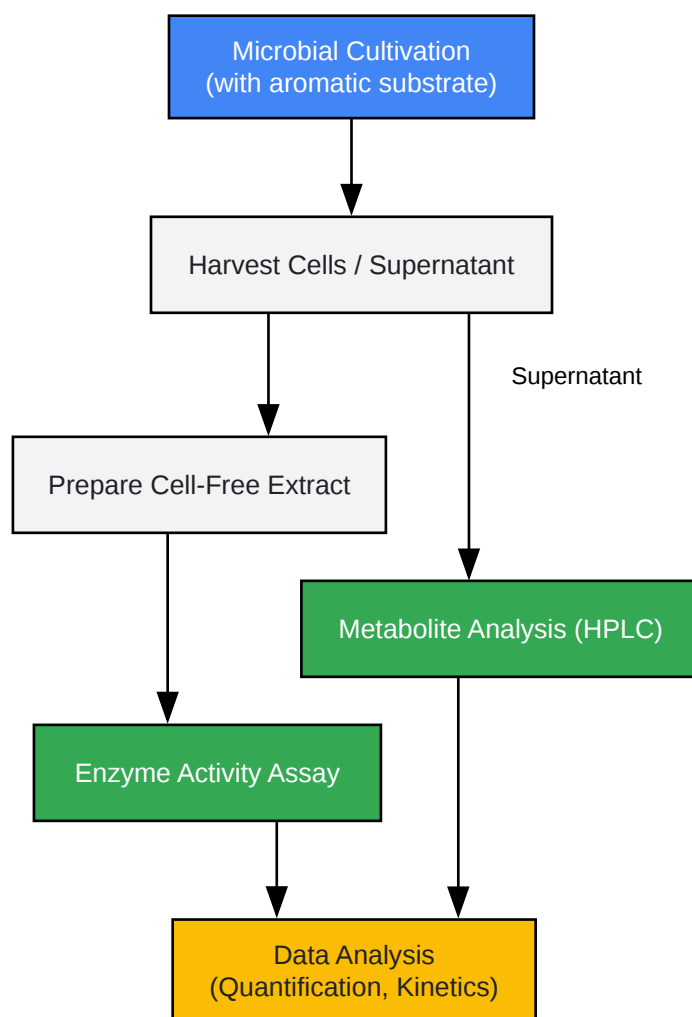 Microbial Cultivation
(with aromatic substrate)
Harvest Cells / Supernatant
Supernatant
Prepare Cell-Free Extract
Metabolite Analysis (HPLC)
Enzyme Activity Assay
Data Analysis
(Quantification, Kinetics)